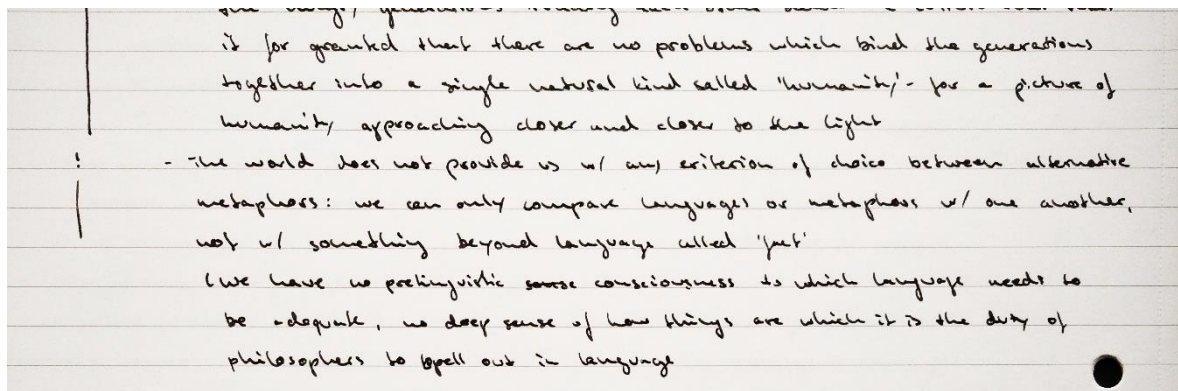 it for granted that there are no problems which bind the generations
together into a single natural kind called 'humanity' - for a picture of
humanity approaching closer and closer to the light
! - The world does not provide us w/ any criterion of choice between alternative
metaphors: we can only compare languages or metaphors w/ one another,
not w/ something beyond language called 'fact'
(we have no prelinguistic consciousness to which language needs to
be adequate, no deep sense of how things are which it is the duty of
philosophers to spell out in language